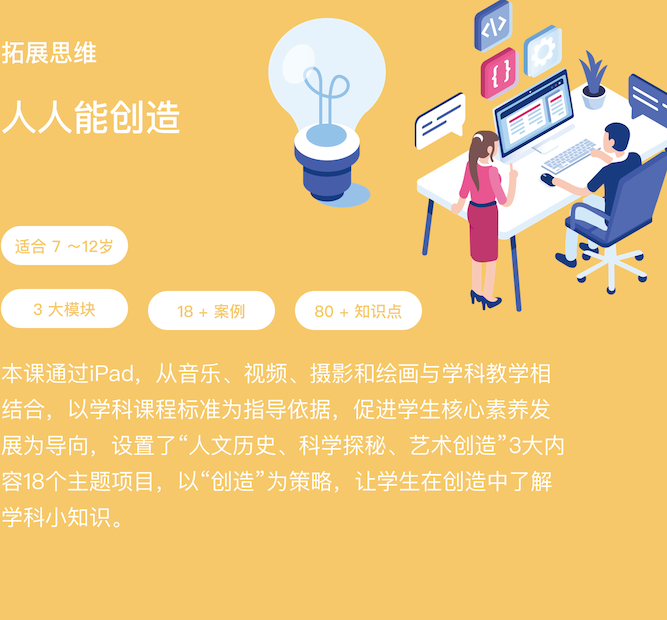 拓展思维
人人能创造
</>
{ }
适合 7 ～12岁
3 大模块
18 + 案例
80 + 知识点
本课通过iPad，从音乐、视频、摄影和绘画与学科教学相
结合，以学科课程标准为指导依据，促进学生核心素养发
展为导向，设置了“人文历史、科学探秘、艺术创造”3大内
容18个主题项目，以“创造”为策略，让学生在创造中了解
学科小知识。